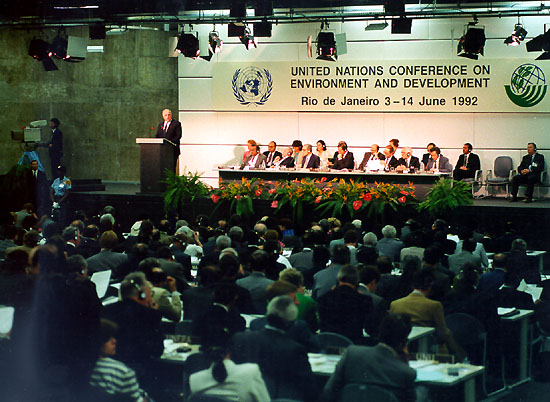 UNITED NATIONS CONFERENCE ON
ENVIRONMENT AND DEVELOPMENT
Rio de Janeiro 3-14 June 1992